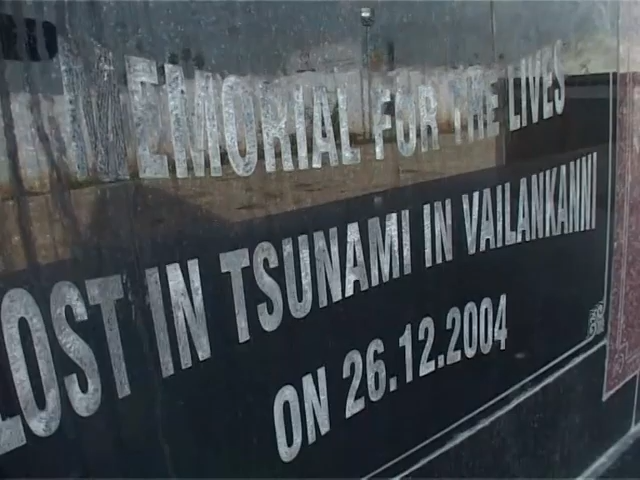 MEMORIAL FOR THE LIVES
LOST IN TSUNAMI IN VAILANKANNI
ON 26.12.2004